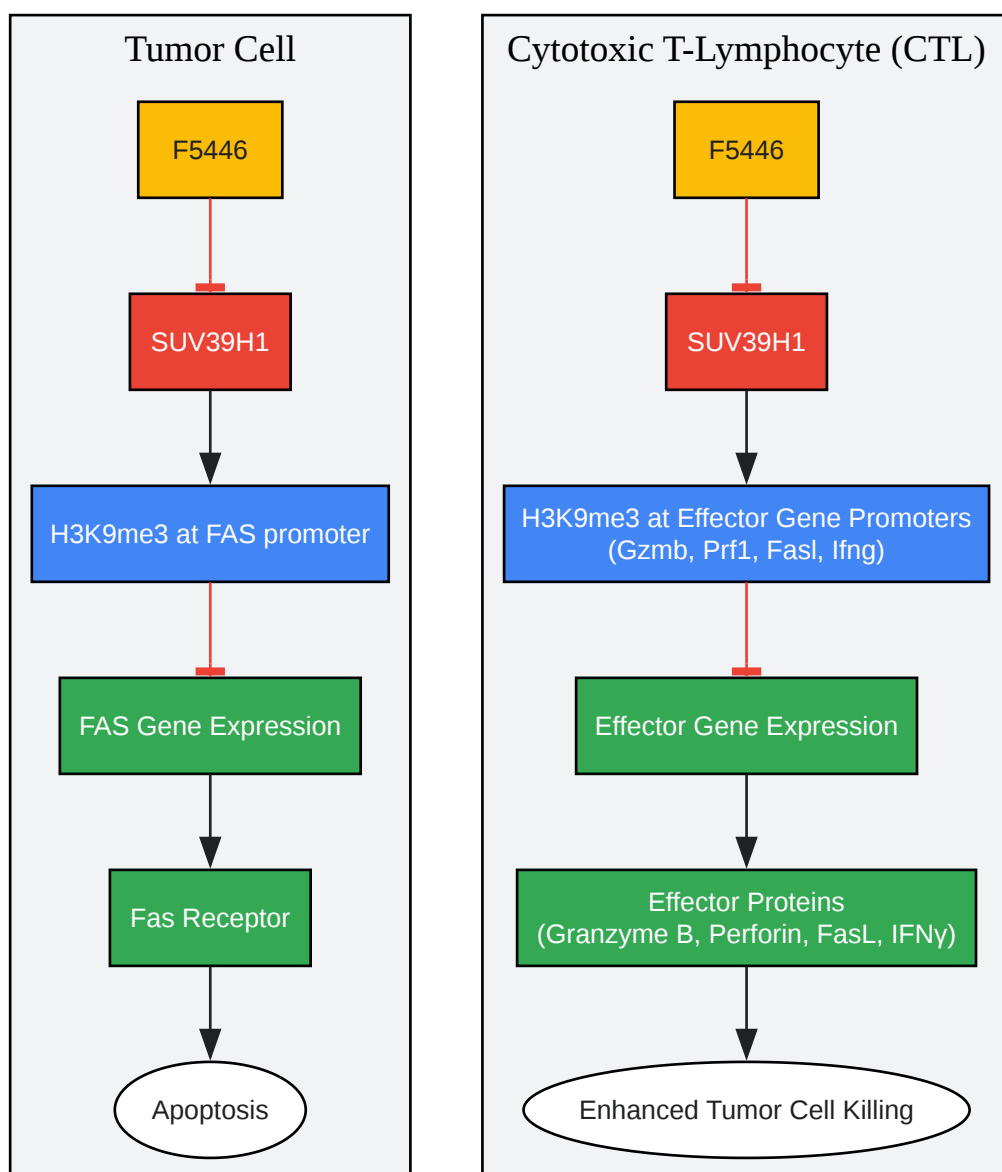 Tumor Cell
F5446
SUV39H1
H3K9me3 at FAS promoter
FAS Gene Expression
Fas Receptor
Apoptosis
Cytotoxic T-Lymphocyte (CTL)
F5446
SUV39H1
H3K9me3 at Effector Gene Promoters
(Gzmb, Prf1, Fasl, Ifng)
Effector Gene Expression
Effector Proteins
(Granzyme B, Perforin, FasL, IFNγ)
Enhanced Tumor Cell Killing